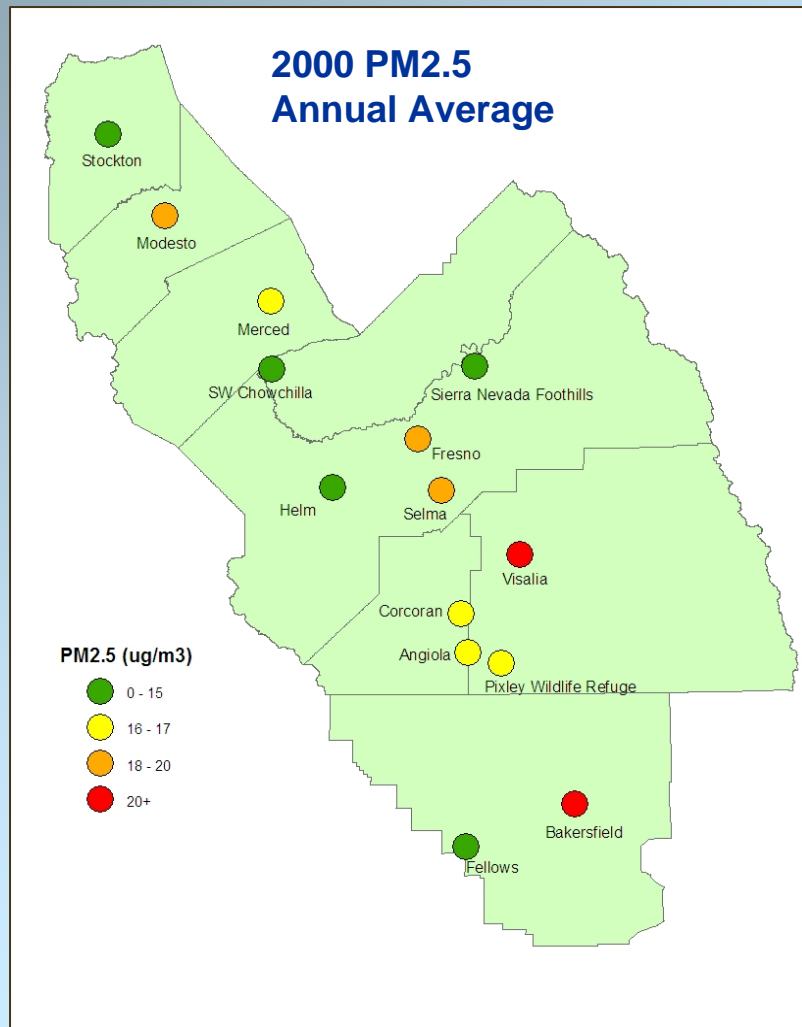 2000 PM2.5
Annual Average
Stockton
Modesto
Merced
SW Chowchilla
Sierra Nevada Foothills
Fresno
Helm
Selma
Visalia
Corcoran
Angiola
Pixley Wildlife Refuge
PM2.5 (ug/m3)
0 - 15
16 - 17
18 - 20
20+
Bakersfield
Fellows